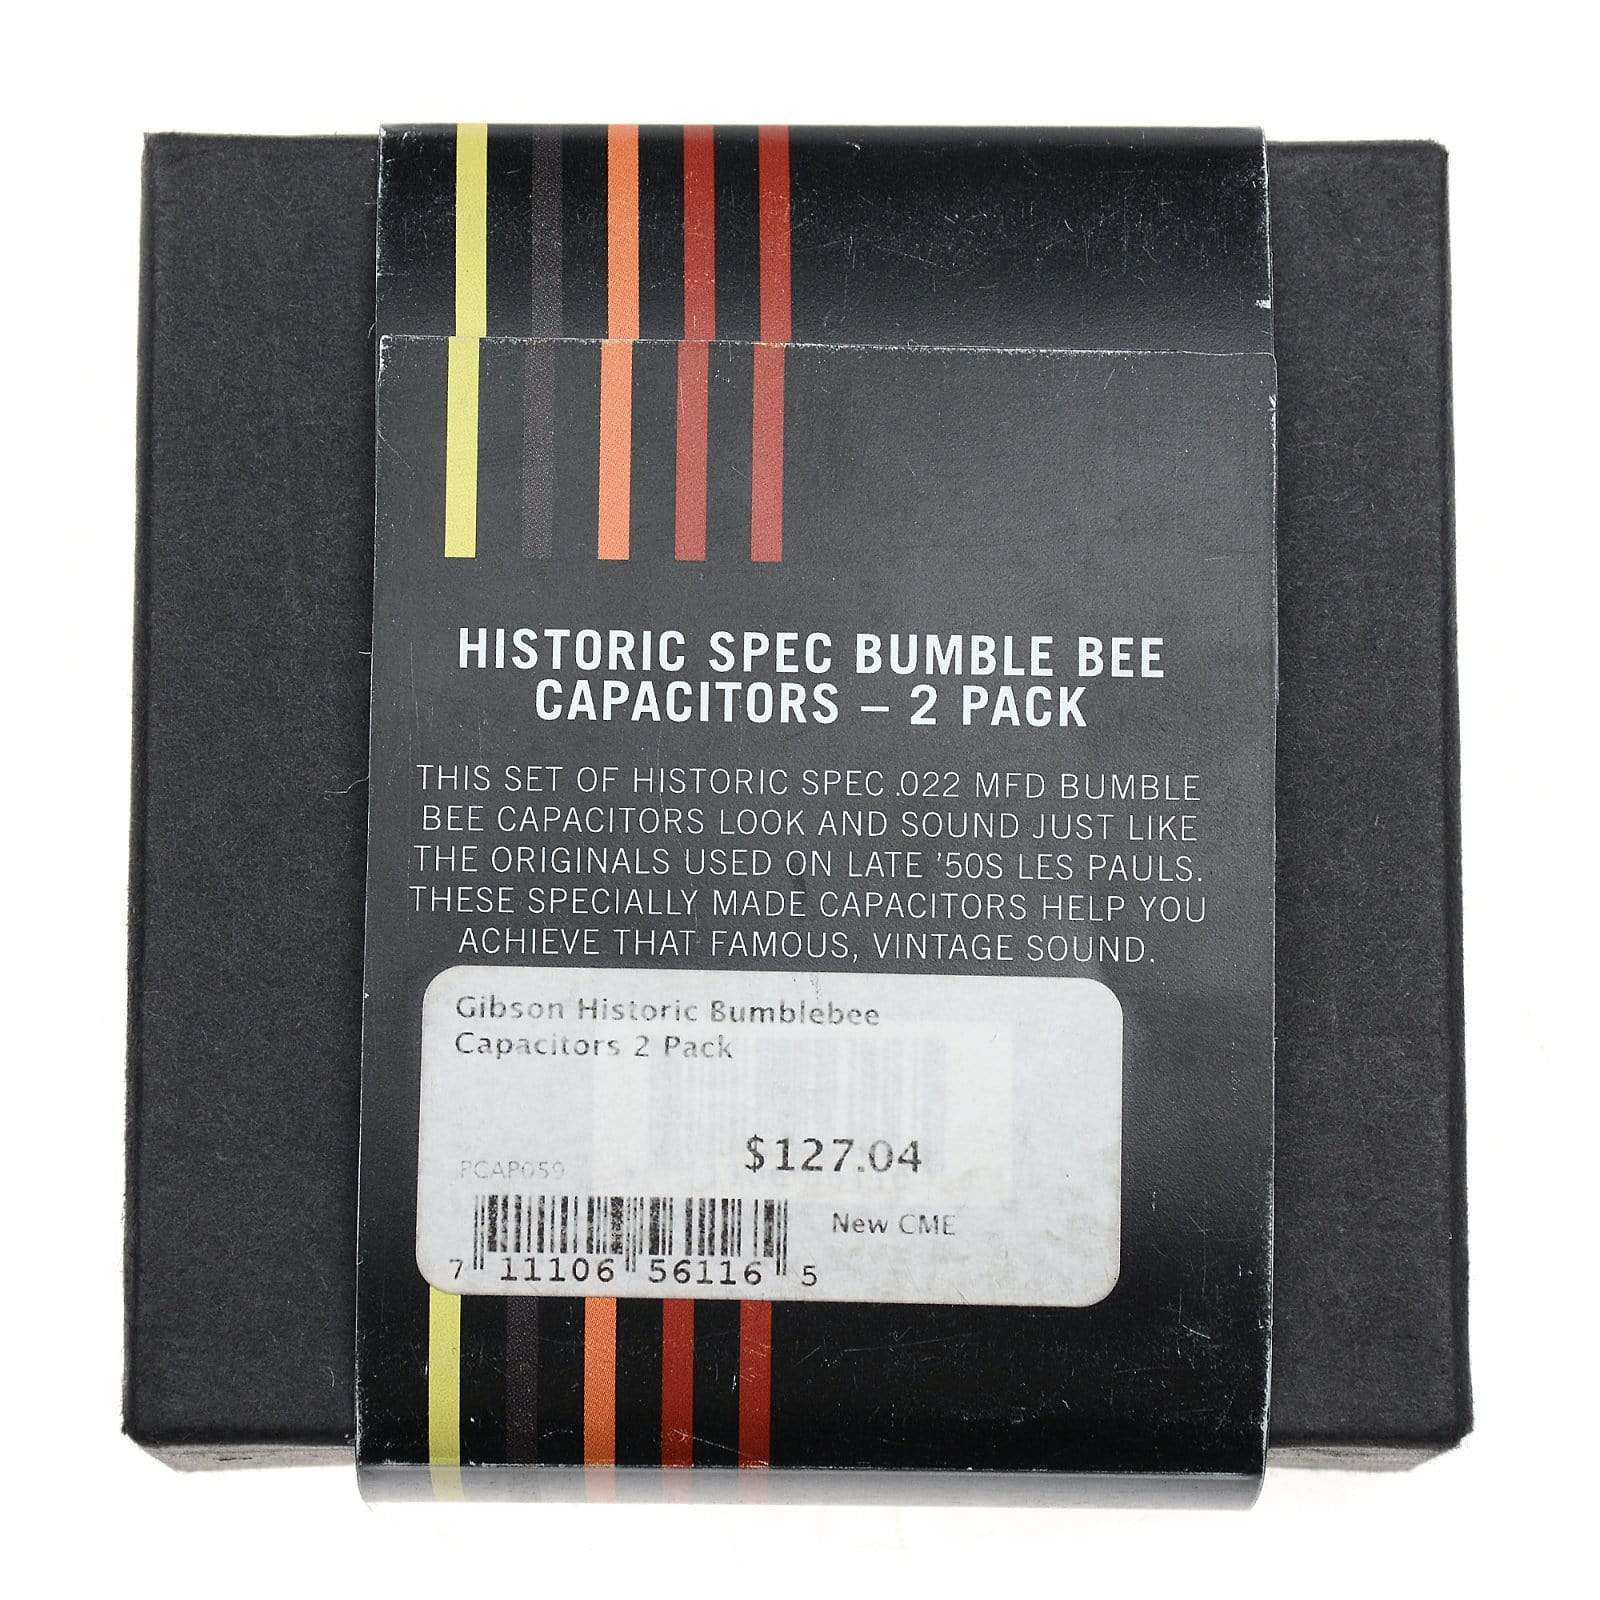 HISTORIC SPEC BUMBLE BEE
CAPACITORS – 2 PACK
THIS SET OF HISTORIC SPEC .022 MFD BUMBLE
BEE CAPACITORS LOOK AND SOUND JUST LIKE
THE ORIGINALS USED ON LATE '50S LES PAULS.
THESE SPECIALLY MADE CAPACITORS HELP YOU
ACHIEVE THAT FAMOUS, VINTAGE SOUND.
Gibson Historic Bumblebee
Capacitors 2 Pack
$127.04
PCAP059
New CME
7 11106 56116 5